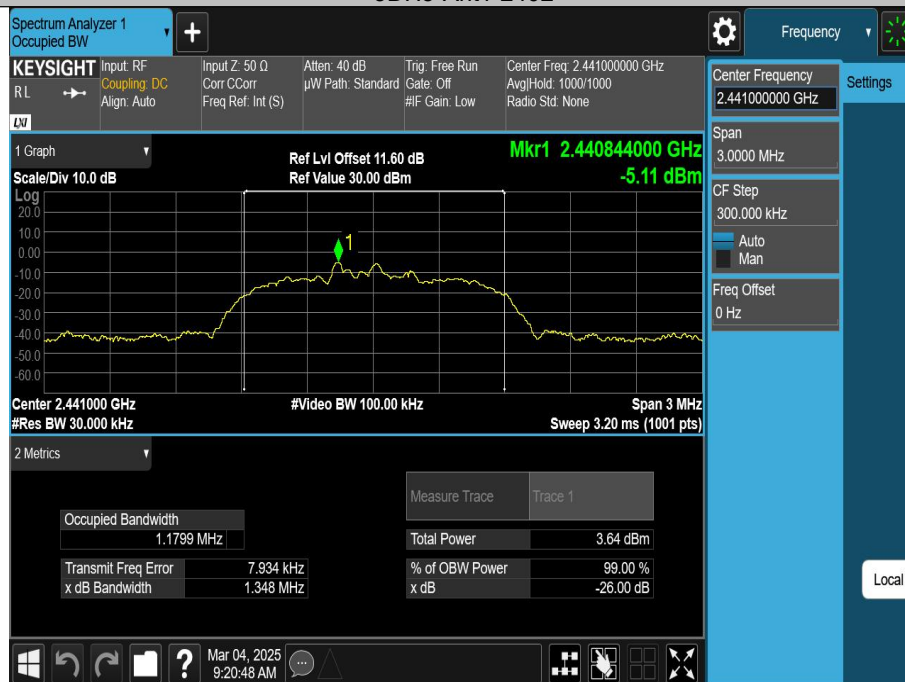 Spectrum Analyzer 1
Occupied BW
Frequency
KEYSIGHT
RL
LXI
Input: RF
Coupling: DC
Align: Auto
Input Z: 50 Ω
Corr CCorr
Freq Ref: Int (S)
Atten: 40 dB
µW Path: Standard
Trig: Free Run
Gate: Off
#IF Gain: Low
Center Freq: 2.441000000 GHz
Avg|Hold: 1000/1000
Radio Std: None
1 Graph
Scale/Div 10.0 dB
Ref Lvl Offset 11.60 dB
Ref Value 30.00 dBm
Mkr1 2.440844000 GHz
-5.11 dBm
Log
20.0
10.0
0.00
-10.0
-20.0
-30.0
-40.0
-50.0
-60.0
1
Center 2.441000 GHz
#Video BW 100.00 kHz
Span 3 MHz
#Res BW 30.000 kHz
Sweep 3.20 ms (1001 pts)
2 Metrics
Measure Trace Trace 1
Occupied Bandwidth
1.1799 MHz
Total Power 3.64 dBm
Transmit Freq Error 7.934 kHz
% of OBW Power 99.00 %
x dB Bandwidth 1.348 MHz
x dB -26.00 dB
Center Frequency
2.441000000 GHz
Settings
Span
3.0000 MHz
CF Step
300.000 kHz
Auto
Man
Freq Offset
0 Hz
Local
?
Mar 04, 2025
9:20:48 AM